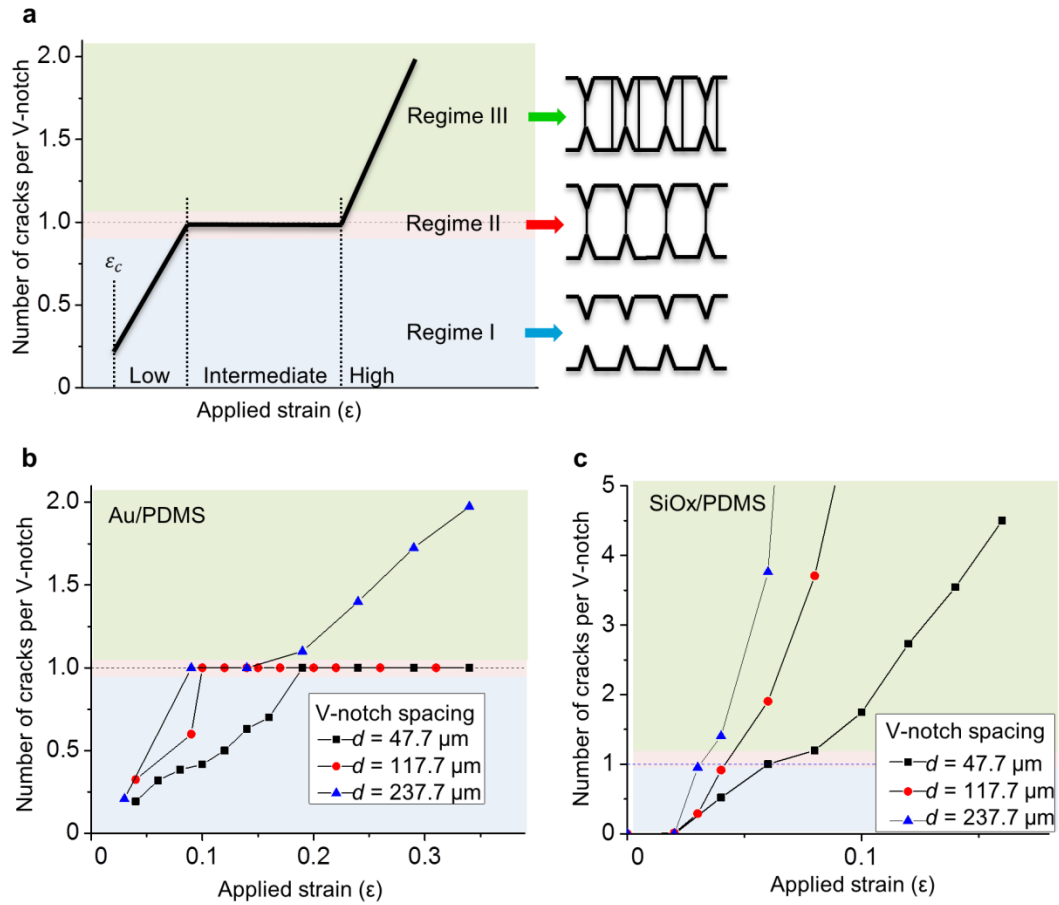 a
Number of cracks per V-notch
2.0
1.5
1.0
0.5
0
εc
Low
Intermediate
High
Applied strain (ε)
Regime III
Regime II
Regime I
b
Number of cracks per V-notch
2.0
1.5
1.0
0.5
0
Au/PDMS
V-notch spacing
d = 47.7 μm
d = 117.7 μm
d = 237.7 μm
0
0.1
0.2
0.3
Applied strain (ε)
c
Number of cracks per V-notch
5
4
3
2
1
0
SiOx/PDMS
V-notch spacing
d = 47.7 μm
d = 117.7 μm
d = 237.7 μm
0
0.1
Applied strain (ε)